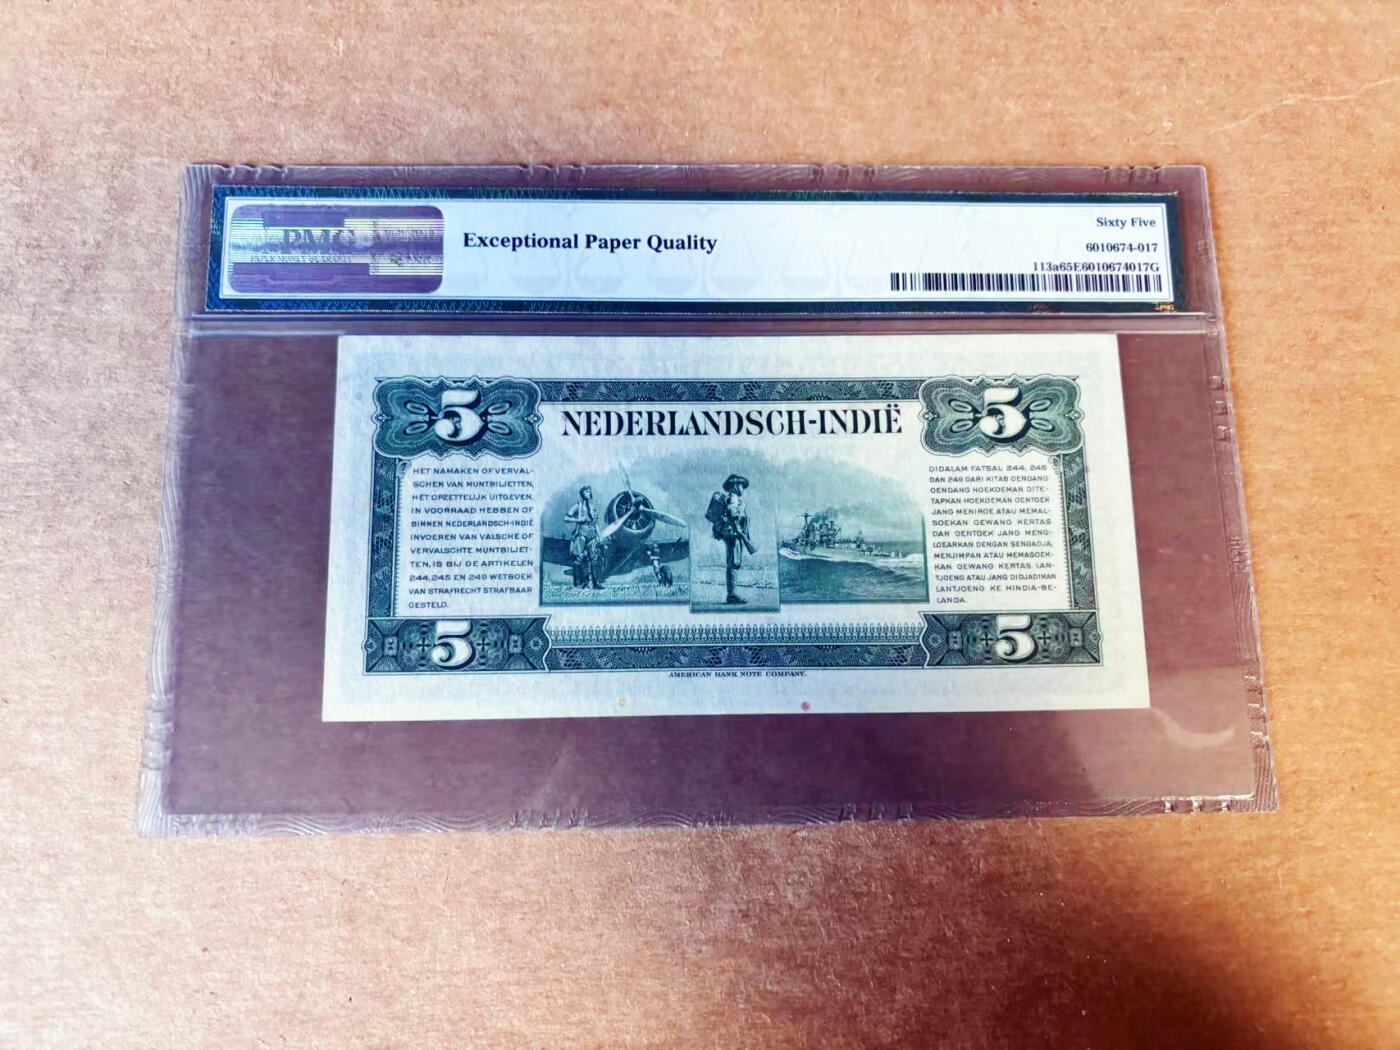 PMG
Exceptional Paper Quality
Sixty Five
6010674-017
113a65E6010674017G
5
NEDERLANDSCH-INDIË
5
HET NAMAKEN OF VERVAL-
SCHEN VAN MUNTBILJETTEN,
HET OPZETTELIJK UITGEVEN,
IN VOORRAAD HEBBEN OF
BINNEN NEDERLANDSCH-INDIË
INVOEREN VAN VALSCHE OF
VERVALSCHTE MUNTBILJET-
TEN, IS BIJ DE ARTIKELEN
244, 245 EN 249 WETBOEK
VAN STRAFRECHT STRAFBAAR
GESTELD.
DIDALAM FATSAL 244, 245
DAN 249 DARI KITAB OENDANG
OENDANG HOEKOEMAN DITE-
TAPKAN HOEKOEMAN OENTOEK
JANG MENIROE ATAU MEMAL-
SOEKAN OEWANG KERTAS
DAN OENTOEK JANG MENG-
LOEARKAN DENGAN SENGADJA,
MENJIMPAN ATAU MEMASOEK-
KAN OEWANG KERTAS LAN-
TJOENG ATAU JANG DIDJADIKAN
LANTJOENG KE HINDIA-BE-
LANDA.
5
5
AMERICAN BANK NOTE COMPANY.